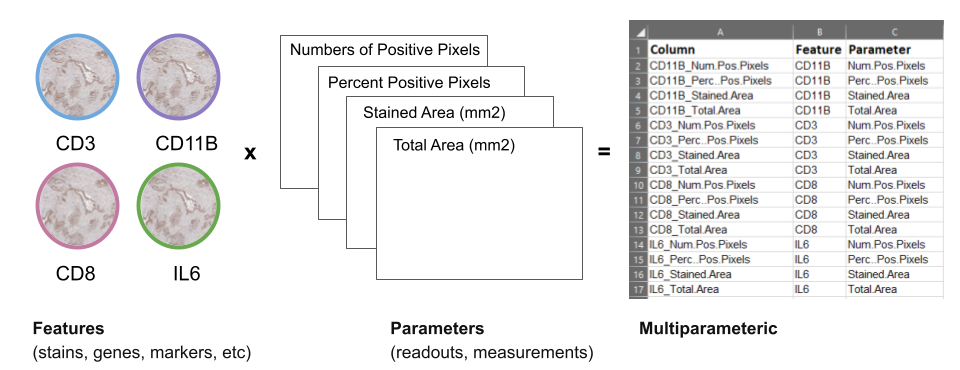 CD3
CD11B
CD8
IL6
x
Numbers of Positive Pixels
Percent Positive Pixels
Stained Area (mm2)
Total Area (mm2)
=
A B C
1 Column Feature Parameter
2 CD11B_Num.Pos.Pixels CD11B Num.Pos.Pixels
3 CD11B_Perc..Pos.Pixels CD11B Perc..Pos.Pixels
4 CD11B_Stained.Area CD11B Stained.Area
5 CD11B_Total.Area CD11B Total.Area
6 CD3_Num.Pos.Pixels CD3 Num.Pos.Pixels
7 CD3_Perc..Pos.Pixels CD3 Perc..Pos.Pixels
8 CD3_Stained.Area CD3 Stained.Area
9 CD3_Total.Area CD3 Total.Area
10 CD8_Num.Pos.Pixels CD8 Num.Pos.Pixels
11 CD8_Perc..Pos.Pixels CD8 Perc..Pos.Pixels
12 CD8_Stained.Area CD8 Stained.Area
13 CD8_Total.Area CD8 Total.Area
14 IL6_Num.Pos.Pixels IL6 Num.Pos.Pixels
15 IL6_Perc..Pos.Pixels IL6 Perc..Pos.Pixels
16 IL6_Stained.Area IL6 Stained.Area
17 IL6_Total.Area IL6 Total.Area
Features
(stains, genes, markers, etc)
Parameters
(readouts, measurements)
Multiparameteric